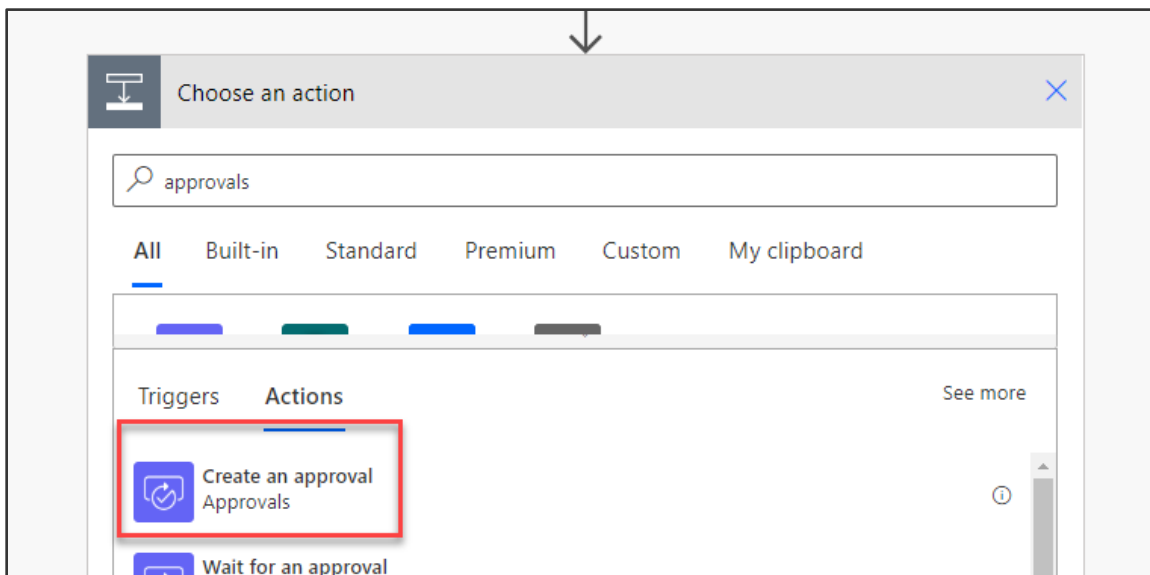 Choose an action
approvals
All Built-in Standard Premium Custom My clipboard
Triggers Actions See more
Create an approval
Approvals
Wait for an approval